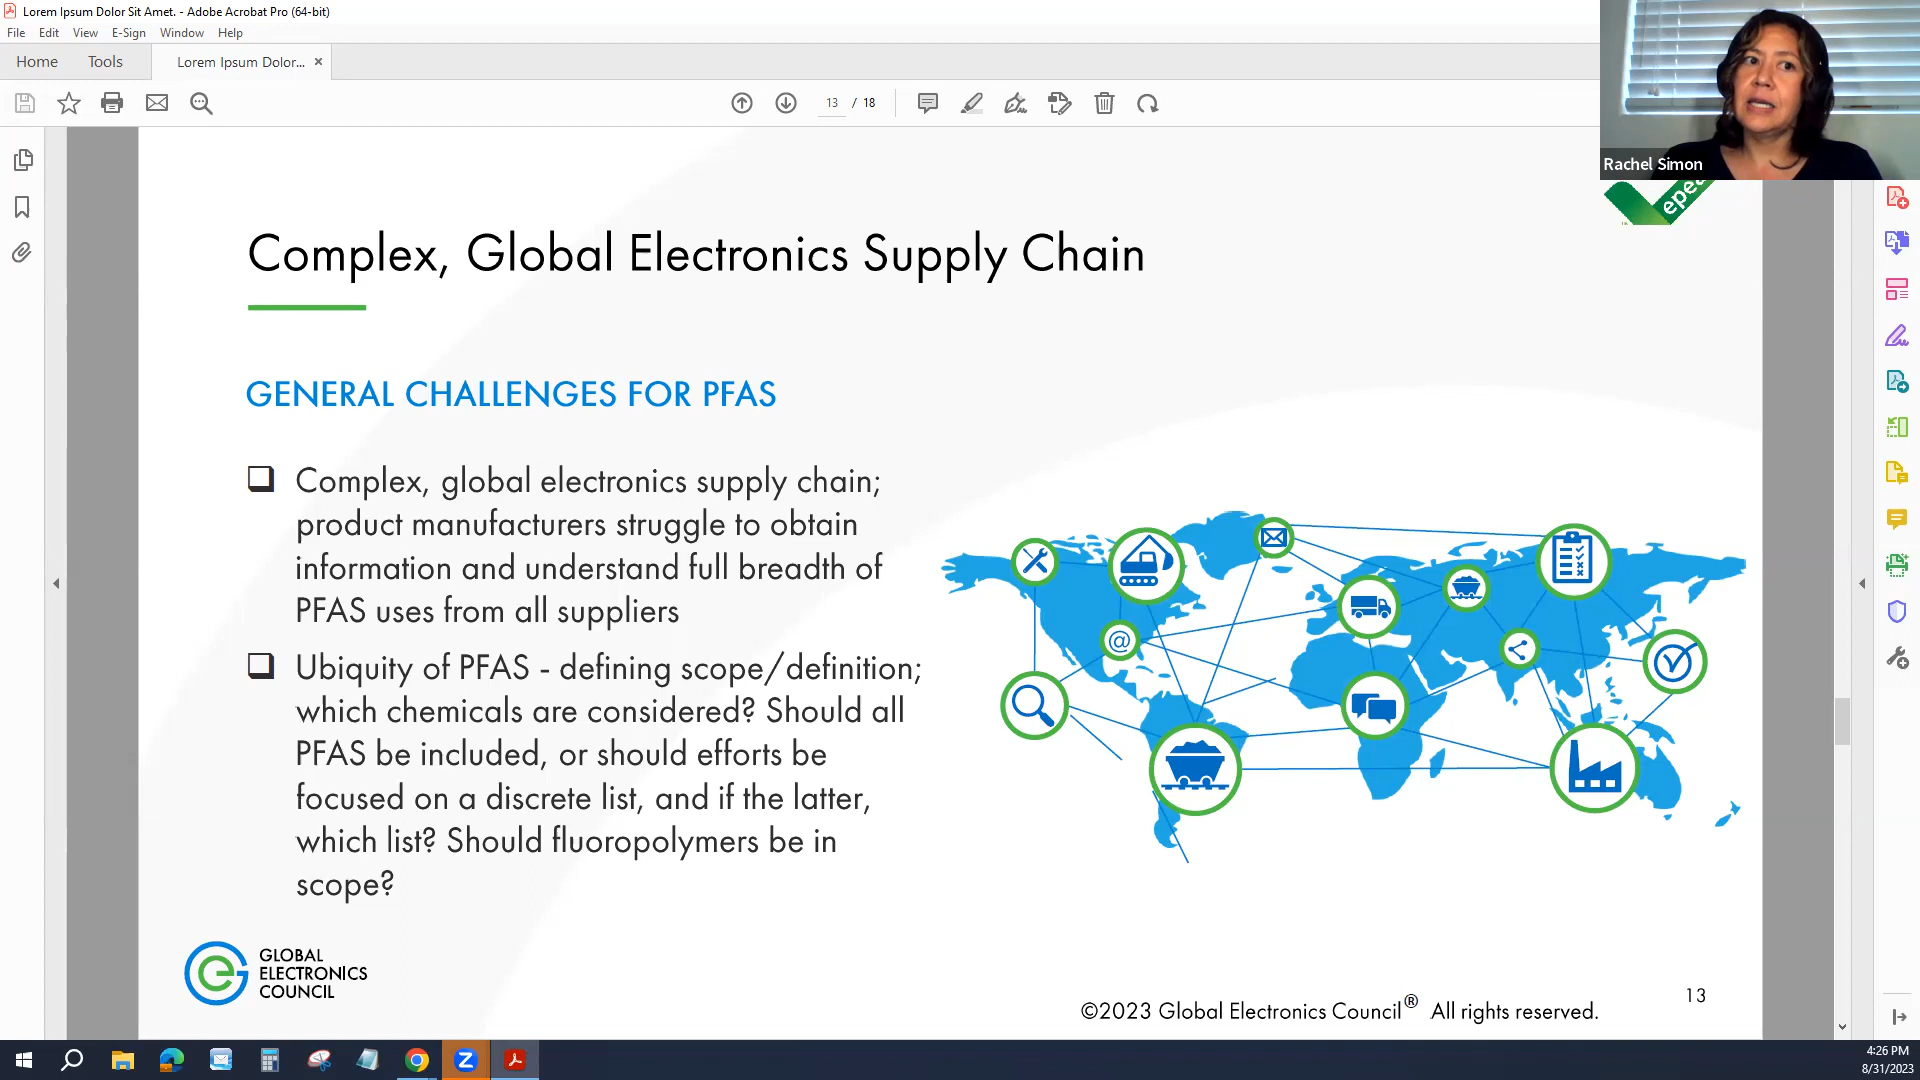 Lorem Ipsum Dolor Sit Amet. - Adobe Acrobat Pro (64-bit)
File Edit View E-Sign Window Help
Home Tools Lorem Ipsum Dolor... ×
13 / 18
Rachel Simon
Complex, Global Electronics Supply Chain
GENERAL CHALLENGES FOR PFAS
Complex, global electronics supply chain;
product manufacturers struggle to obtain
information and understand full breadth of
PFAS uses from all suppliers
Ubiquity of PFAS - defining scope/definition;
which chemicals are considered? Should all
PFAS be included, or should efforts be
focused on a discrete list, and if the latter,
which list? Should fluoropolymers be in
scope?
@
GLOBAL
ELECTRONICS
COUNCIL
©2023 Global Electronics Council® All rights reserved.
13
4:26 PM
8/31/2023